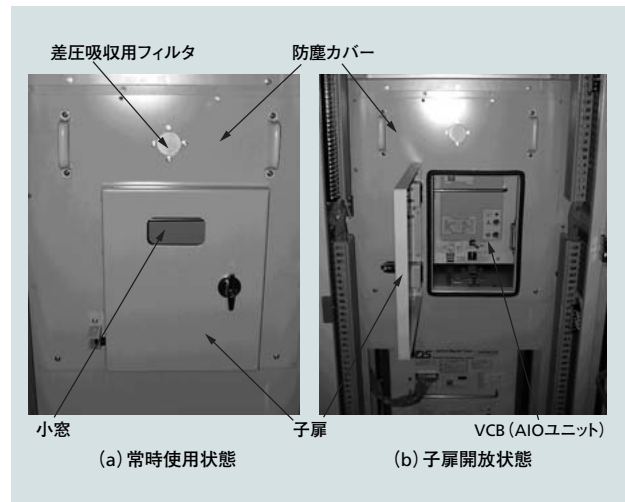 差圧吸収用フィルタ
防塵カバー
小窓
子扉
VCB（AIOユニット）
(a) 常時使用状態
(b) 子扉開放状態